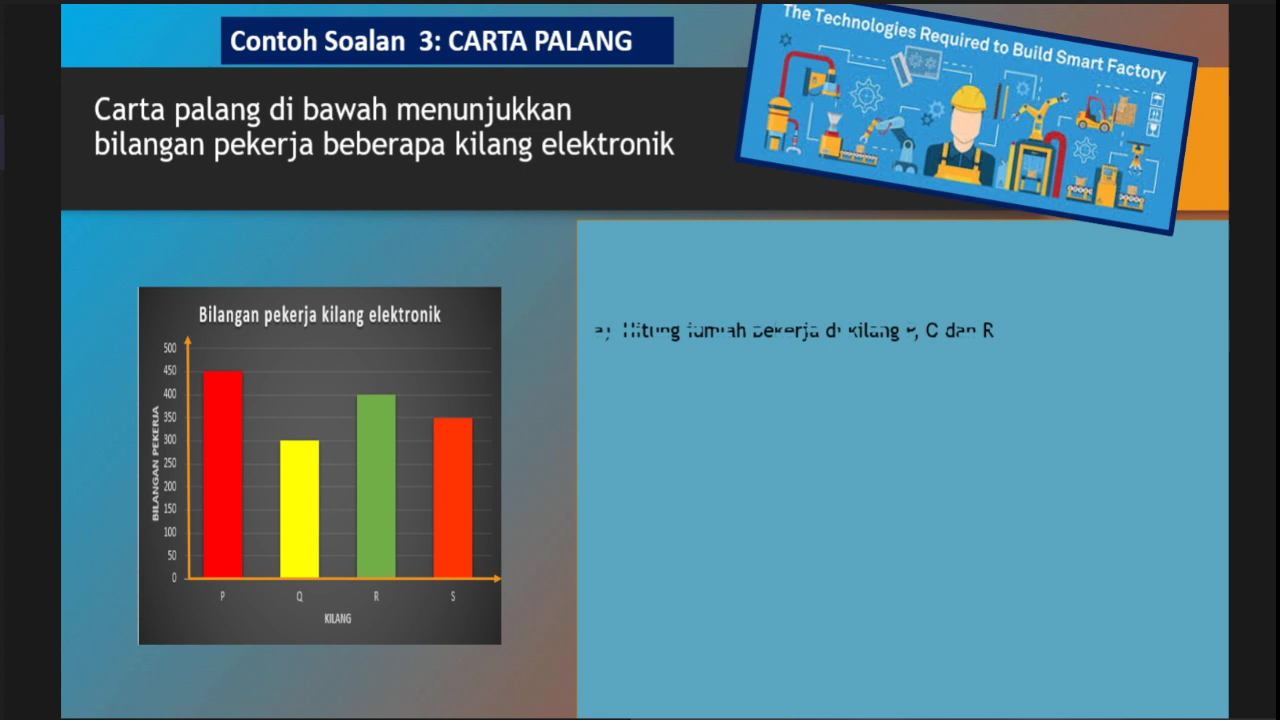 Contoh Soalan 3: CARTA PALANG
The Technologies Required to Build Smart Factory
Carta palang di bawah menunjukkan
bilangan pekerja beberapa kilang elektronik
Bilangan pekerja kilang elektronik
500
450
400
350
300
250
200
150
100
50
0
BILANGAN PEKERJA
P Q R S
KILANG
a) Hitung jumlah pekerja di kilang P, Q dan R